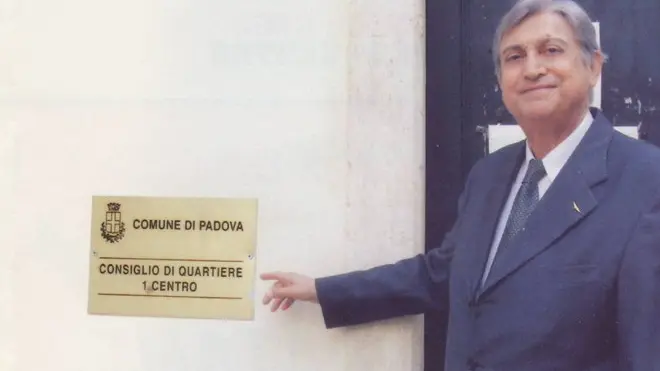 COMUNE DI PADOVA
CONSIGLIO DI QUARTIERE
1 CENTRO